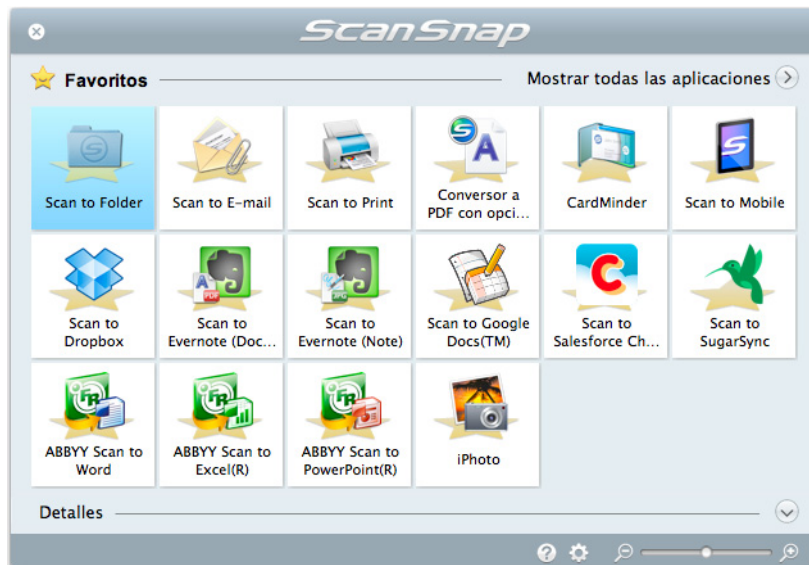 ScanSnap
Favoritos
Mostrar todas las aplicaciones
Scan to Folder
Scan to E-mail
Scan to Print
Conversor a
PDF con opci...
CardMinder
Scan to Mobile
Scan to
Dropbox
Scan to
Evernote (Doc...
Scan to
Evernote (Note)
Scan to Google
Docs(TM)
Scan to
Salesforce Ch...
Scan to
SugarSync
ABBYY Scan to
Word
ABBYY Scan to
Excel(R)
ABBYY Scan to
PowerPoint(R)
iPhoto
Detalles